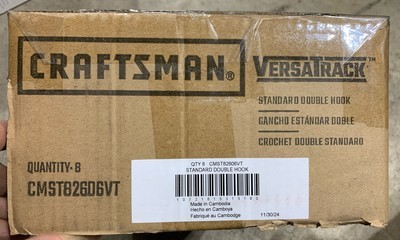 CRAFTSMAN®
VERSATRACK™
STANDARD DOUBLE HOOK
GANCHO ESTÁNDAR DOBLE
CROCHET DOUBLE STANDARD
QUANTITY• 8
CMST82606VT
QTY 8 CMST82606VT
STANDARD DOUBLE HOOK
Made in Cambodia
Hecho en Camboya
Fabriqué au Cambodge
11/30/24